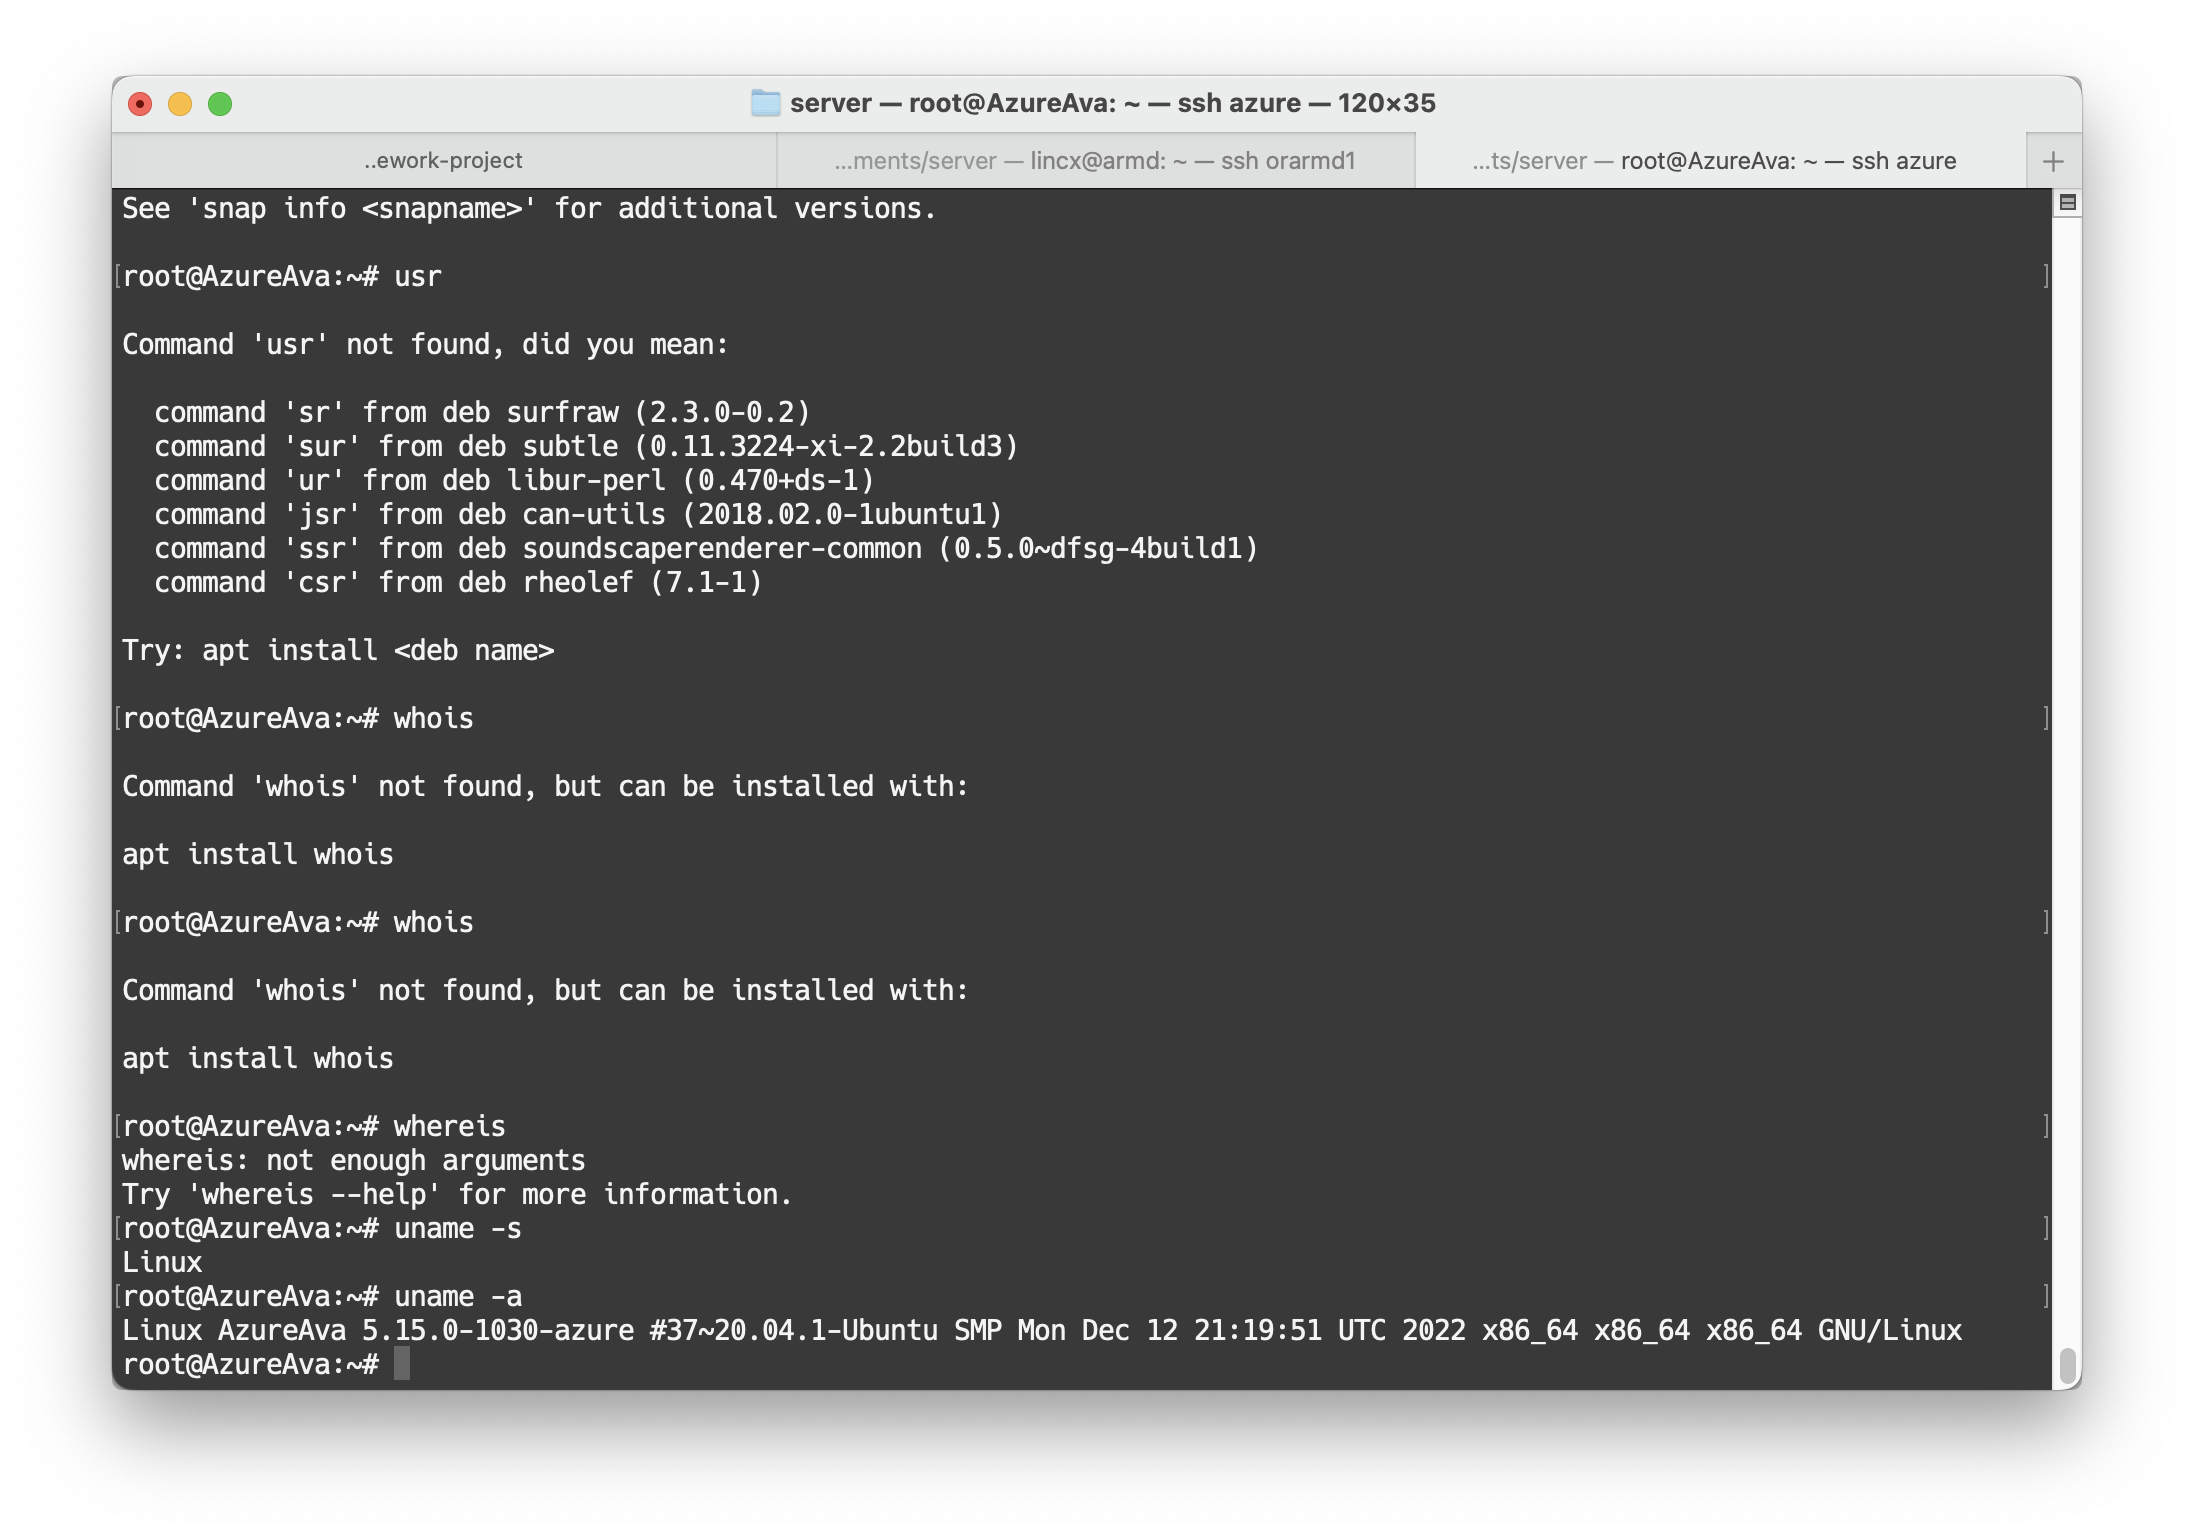 server — root@AzureAva: ~ — ssh azure — 120×35
..ework-project
...ments/server — lincx@armd: ~ — ssh orarmd1
...ts/server — root@AzureAva: ~ — ssh azure
See 'snap info <snapname>' for additional versions.
[root@AzureAva:~# usr ]
Command 'usr' not found, did you mean:
command 'sr' from deb surfraw (2.3.0-0.2)
command 'sur' from deb subtle (0.11.3224-xi-2.2build3)
command 'ur' from deb libur-perl (0.470+ds-1)
command 'jsr' from deb can-utils (2018.02.0-1ubuntu1)
command 'ssr' from deb soundscaperenderer-common (0.5.0~dfsg-4build1)
command 'csr' from deb rheolef (7.1-1)
Try: apt install <deb name>
[root@AzureAva:~# whois ]
Command 'whois' not found, but can be installed with:
apt install whois
[root@AzureAva:~# whois ]
Command 'whois' not found, but can be installed with:
apt install whois
[root@AzureAva:~# whereis ]
whereis: not enough arguments
Try 'whereis --help' for more information.
[root@AzureAva:~# uname -s ]
Linux
[root@AzureAva:~# uname -a ]
Linux AzureAva 5.15.0-1030-azure #37~20.04.1-Ubuntu SMP Mon Dec 12 21:19:51 UTC 2022 x86_64 x86_64 x86_64 GNU/Linux
root@AzureAva:~#